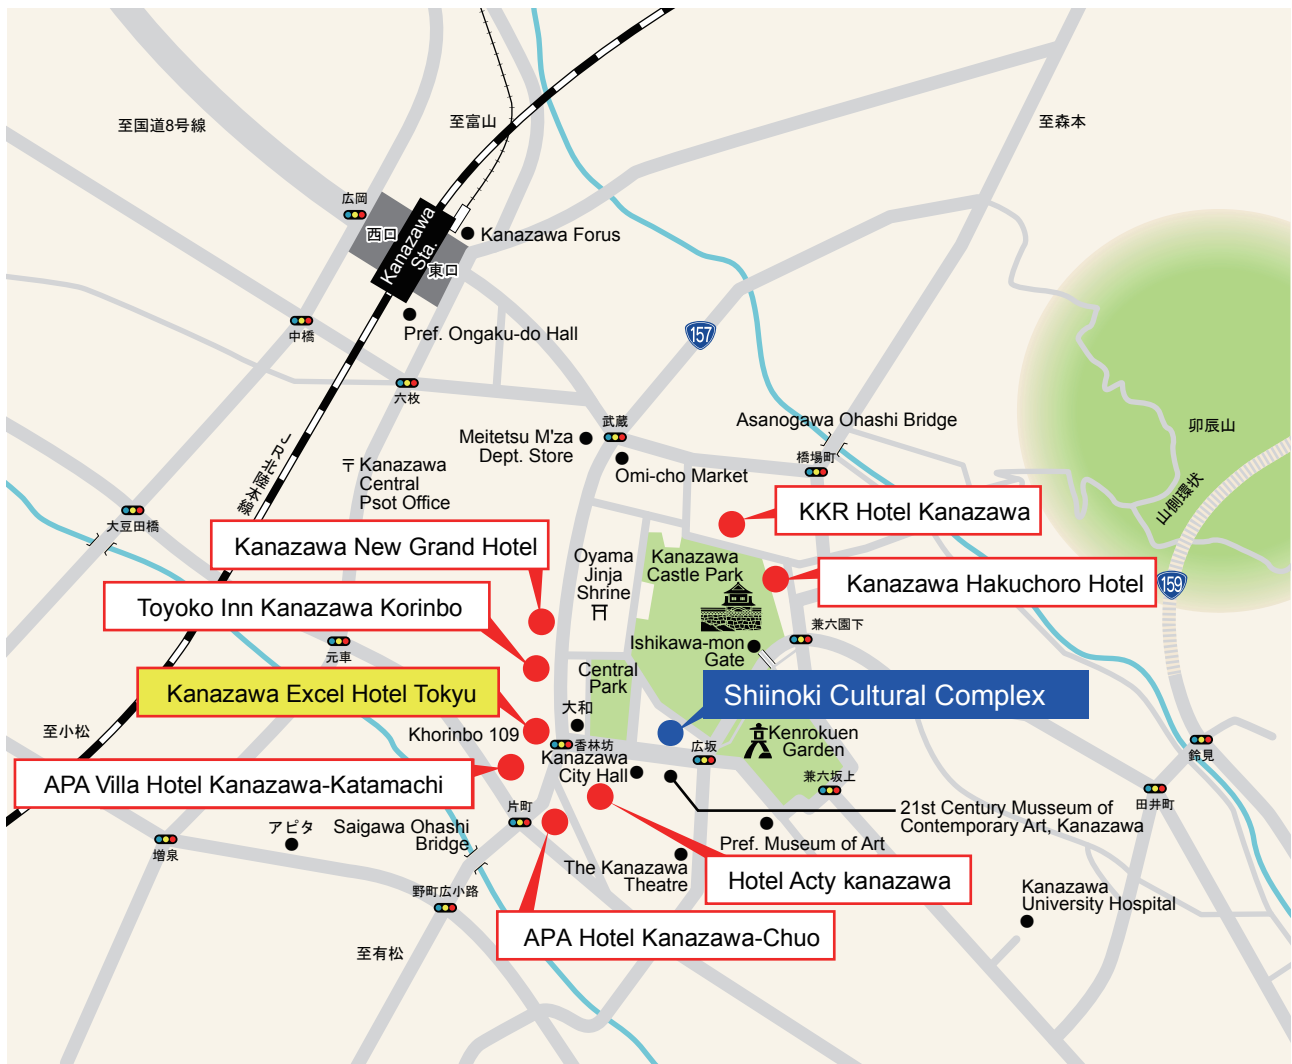 至国道8号線
至富山
至森本
広岡
西口
Kanazawa
Sta.
東口
Kanazawa Forus
中橋
Pref. Ongaku-do Hall
157
六枚
武蔵
Asanogawa Ohashi Bridge
卯辰山
Meitetsu M'za
Dept. Store
橋場町
JR北陸本線
〒Kanazawa
Central
Psot Office
Omi-cho Market
山側環状
大豆田橋
KKR Hotel Kanazawa
Kanazawa New Grand Hotel
Oyama
Jinja
Shrine
Kanazawa
Castle Park
Kanazawa Hakuchoro Hotel
159
Toyoko Inn Kanazawa Korinbo
兼六園下
元車
Ishikawa-mon
Gate
Central
Park
Kanazawa Excel Hotel Tokyu
Shiinoki Cultural Complex
大和
至小松
Khorinbo 109
香林坊
広坂
Kenrokuen
Garden
鈴見
Kanazawa
City Hall
APA Villa Hotel Kanazawa-Katamachi
兼六坂上
田井町
片町
21st Century Musseum of
Contemporary Art, Kanazawa
アピタ
Saigawa Ohashi
Bridge
増泉
Pref. Museum of Art
The Kanazawa
Theatre
Hotel Acty kanazawa
野町広小路
Kanazawa
University Hospital
APA Hotel Kanazawa-Chuo
至有松